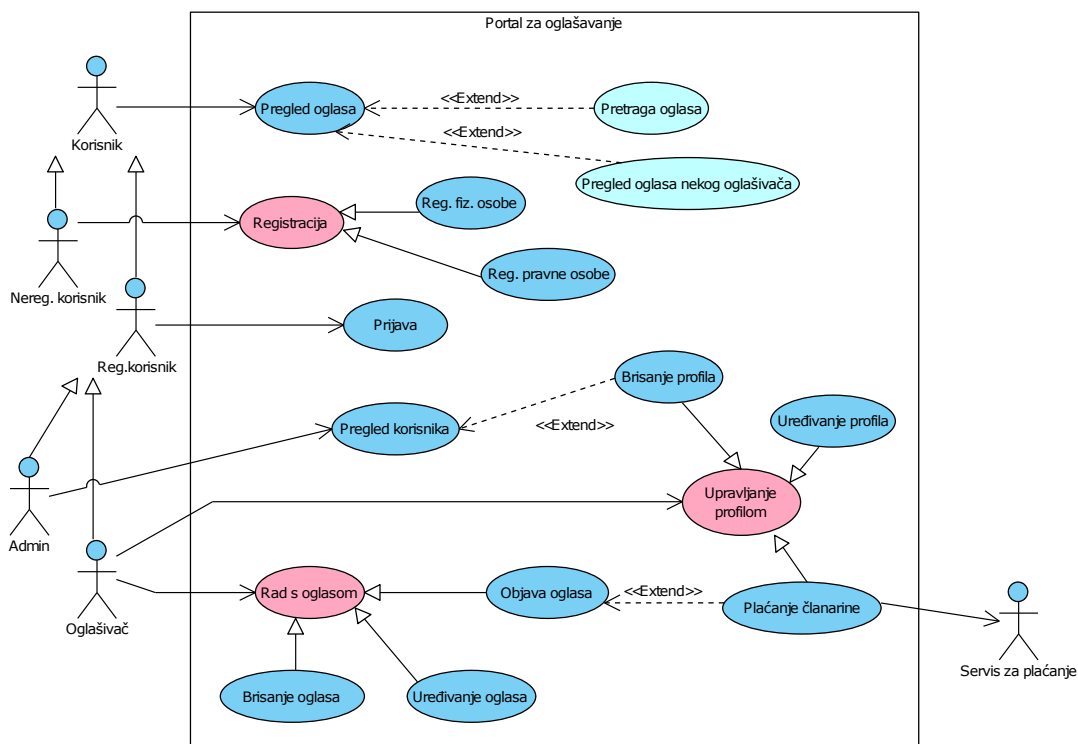 Portal za oglašavanje
Korisnik
Pregled oglasa
<<Extend>>
Pretraga oglasa
<<Extend>>
Pregled oglasa nekog oglašivača
Nereg. korisnik
Registracija
Reg. fiz. osobe
Reg. pravne osobe
Reg.korisnik
Prijava
Brisanje profila
Pregled korisnika
<<Extend>>
Uređivanje profila
Admin
Upravljanje
profilom
Oglašivač
Rad s oglasom
Objava oglasa
<<Extend>>
Plaćanje članarine
Servis za plaćanje
Brisanje oglasa
Uređivanje oglasa